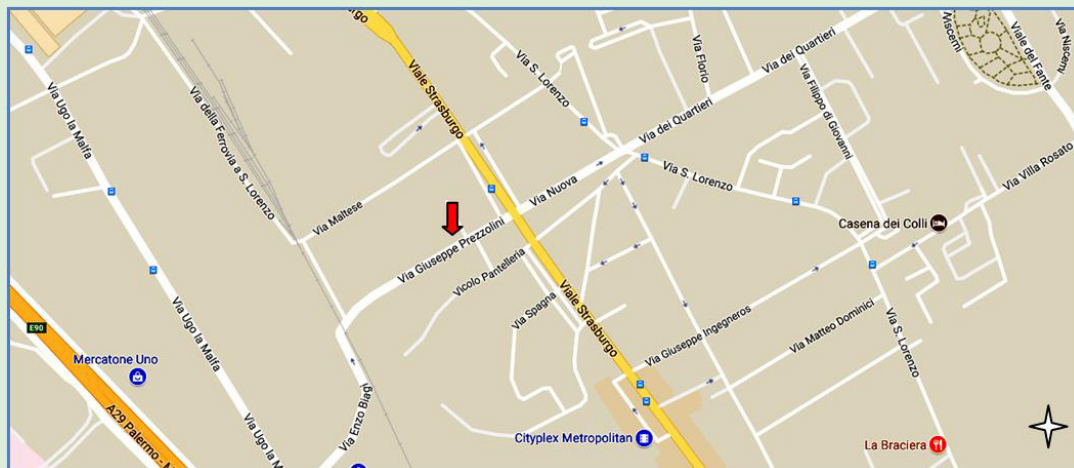 Viscemi
Via Niscemi
Viale del Fante
Via dei Quartieri
Via Florio
Via S. Lorenzo
Viale Strasburgo
Via Ugo la Malfa
Via della Ferrovia a S. Lorenzo
Via Filippo di Giovanni
Via dei Quartieri
Via Villa Rosato
Via S. Lorenzo
Via Nuova
Via Maltese
Casena dei Colli
Via Giuseppe Prezzolini
Vicolo Pantelleria
Via Spagna
Viale Strasburgo
Via Ugo la Malfa
E90
Mercatone Uno
Via Matteo Dominici
Via Giuseppe Ingegneros
Via S. Lorenzo
Via Enzo Biagi
A29 Palermo - M
Via Ugo la M
Cityplex Metropolitan
La Braciera